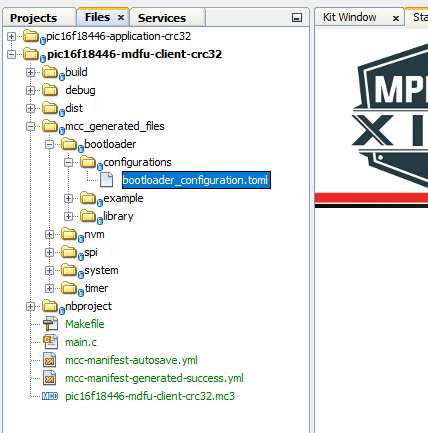 Projects Files × Services Kit Window × Sta
pic16f18446-application-crc32
pic16f18446-mdfu-client-crc32
build
debug
dist
mcc_generated_files
bootloader
configurations
bootloader_configuration.toml
example
library
nvm
spi
system
timer
nbproject
Makefile
main.c
mcc-manifest-autosave.yml
mcc-manifest-generated-success.yml
pic16f18446-mdfu-client-crc32.mc3
MP
X I